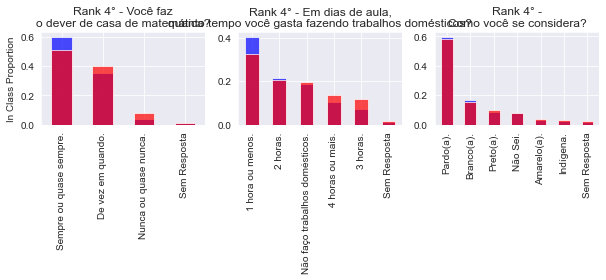 Rank 4° - Você faz
o dever de casa de matemática?
In Class Proportion
0.6
0.4
0.2
0.0
Sempre ou quase sempre.
De vez em quando.
Nunca ou quase nunca.
Sem Resposta
Rank 4° - Em dias de aula,
quanto tempo você gasta fazendo trabalhos domésticos?
0.4
0.2
0.0
1 hora ou menos.
2 horas.
Não faço trabalhos domésticos.
4 horas ou mais.
3 horas.
Sem Resposta
Rank 4° -
Como você se considera?
0.6
0.4
0.2
0.0
Pardo(a).
Branco(a).
Preto(a).
Não Sei.
Amarelo(a).
Indígena.
Sem Resposta